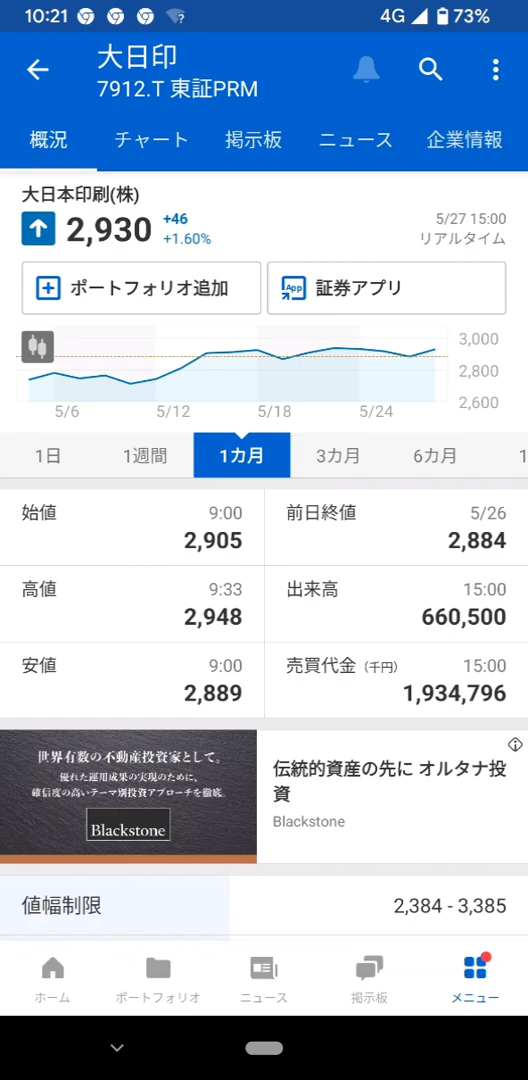 10:21
4G 73%
大日印
7912.T 東証PRM
概況 チャート 掲示板 ニュース 企業情報
大日本印刷(株)
2,930 +46 +1.60%
5/27 15:00
リアルタイム
ポートフォリオ追加
App 証券アプリ
3,000
2,800
2,600
5/6 5/12 5/18 5/24
1日 1週間 1カ月 3カ月 6カ月 1
始値 9:00 2,905
前日終値 5/26 2,884
高値 9:33 2,948
出来高 15:00 660,500
安値 9:00 2,889
売買代金 (千円) 15:00 1,934,796
世界有数の不動産投資家として。
優れた運用成果の実現のために、
確信度の高いテーマ別投資アプローチを徹底。
Blackstone
伝統的資産の先に オルタナ投
資
Blackstone
値幅制限 2,384 - 3,385
ホーム ポートフォリオ ニュース 掲示板 メニュー